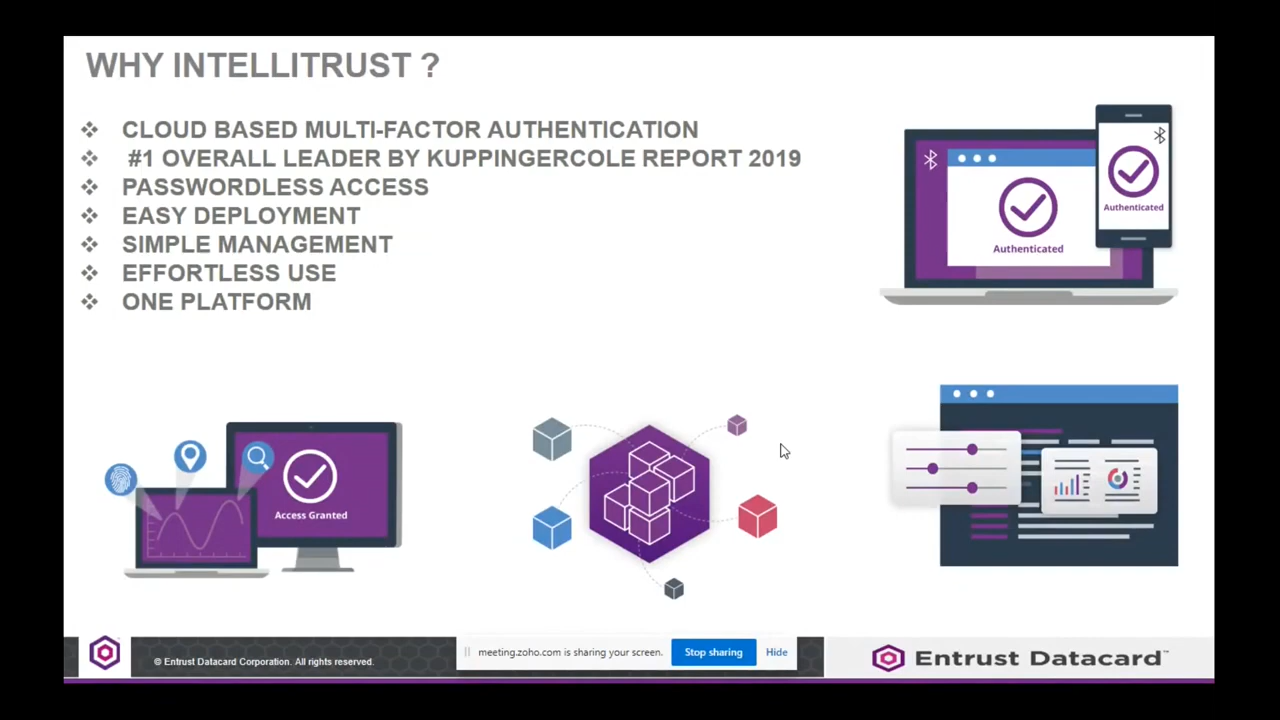 WHY INTELLITRUST ?
CLOUD BASED MULTI-FACTOR AUTHENTICATION
#1 OVERALL LEADER BY KUPPINGERCOLE REPORT 2019
PASSWORDLESS ACCESS
EASY DEPLOYMENT
SIMPLE MANAGEMENT
EFFORTLESS USE
ONE PLATFORM
Authenticated
Authenticated
Access Granted
© Entrust Datacard Corporation. All rights reserved.
meeting.zoho.com is sharing your screen.
Stop sharing
Hide
Entrust Datacard™